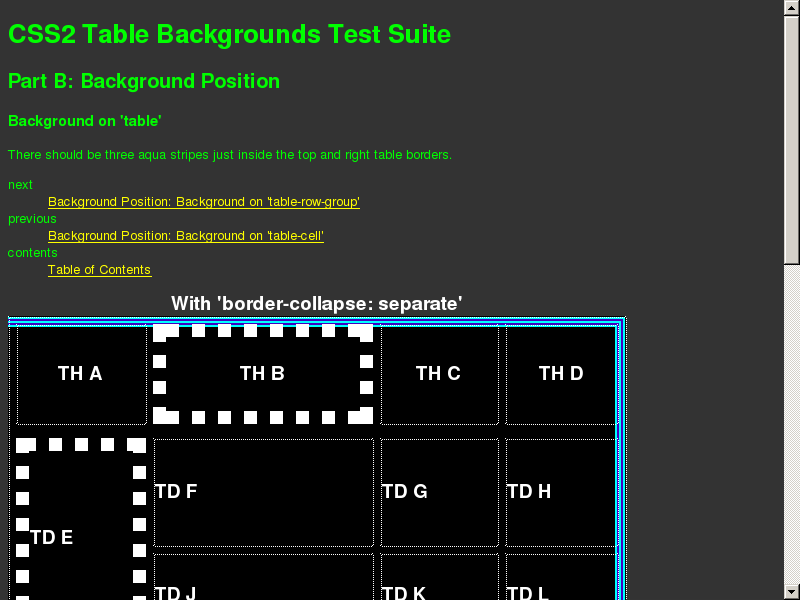 CSS2 Table Backgrounds Test Suite
Part B: Background Position
Background on 'table'
There should be three aqua stripes just inside the top and right table borders.
next
Background Position: Background on 'table-row-group'
previous
Background Position: Background on 'table-cell'
contents
Table of Contents
With 'border-collapse: separate'
TH A TH B TH C TH D
TD F TD G TD H
TD E
TD J TD K TD L